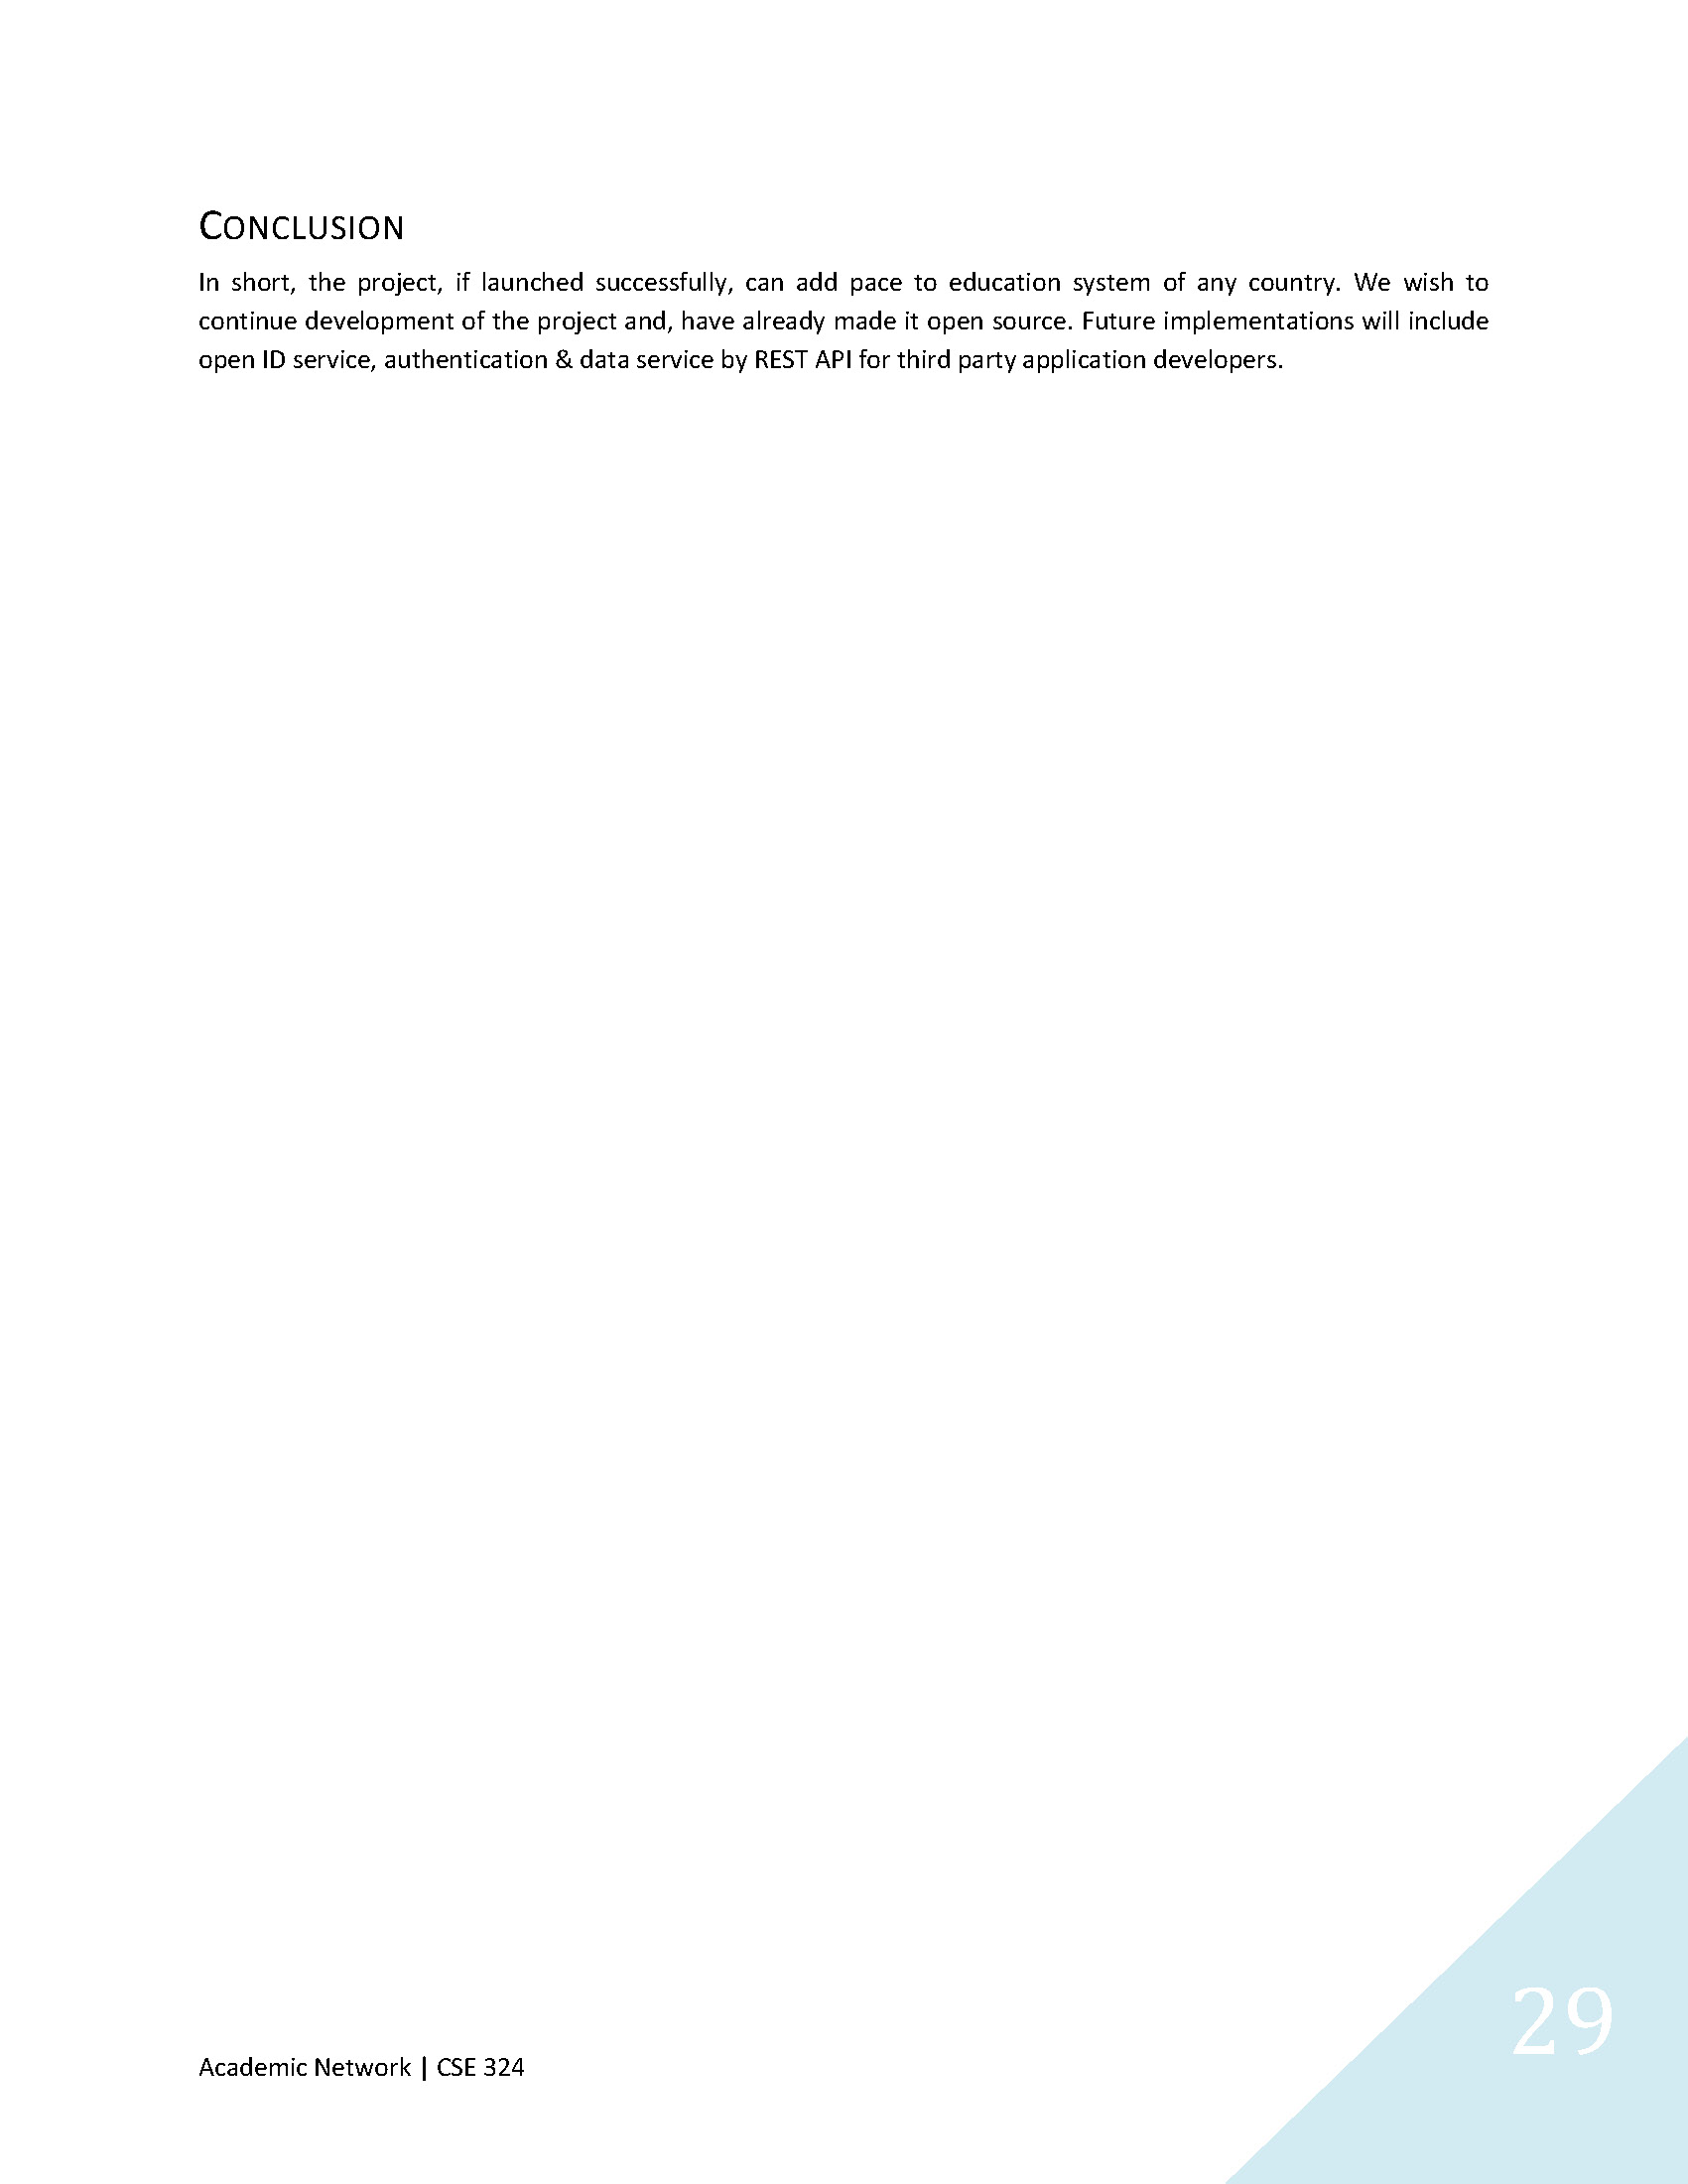 CONCLUSION
In short, the project, if launched successfully, can add pace to education system of any country. We wish to
continue development of the project and, have already made it open source. Future implementations will include
open ID service, authentication & data service by REST API for third party application developers.
29
Academic Network | CSE 324